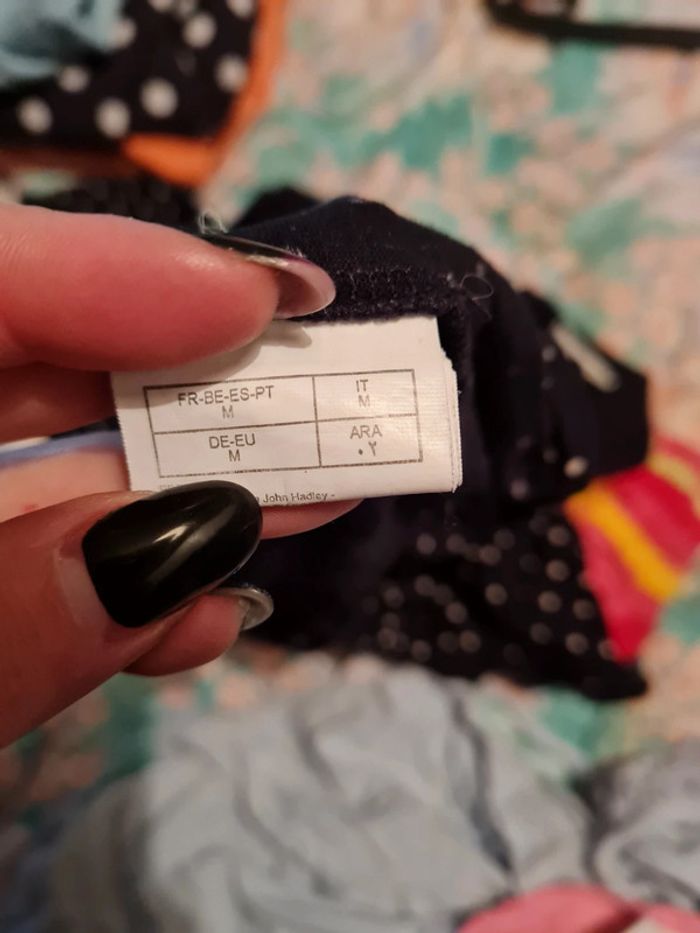 FR-BE-ES-PT
M
IT
M
DE-EU
M
ARA
٠٢
John Hadley -